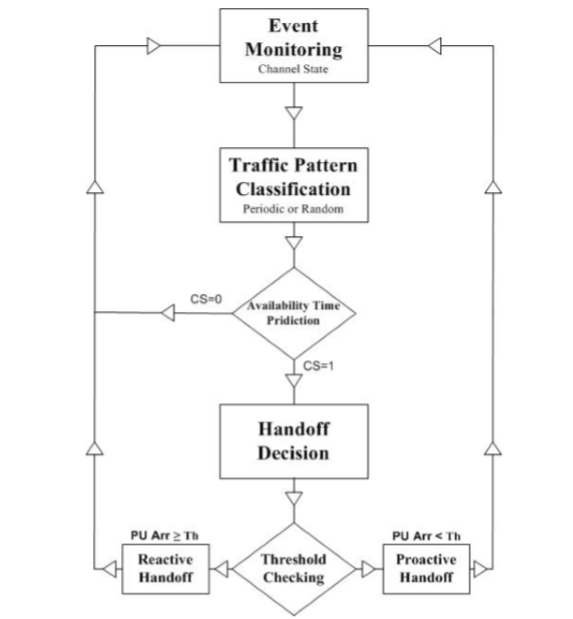 Event
Monitoring
Channel State
Traffic Pattern
Classification
Periodic or Random
CS=0
Availability Time
Pridiction
CS=1
Handoff
Decision
PU Arr ≥ Th
PU Arr < Th
Reactive
Handoff
Threshold
Checking
Proactive
Handoff